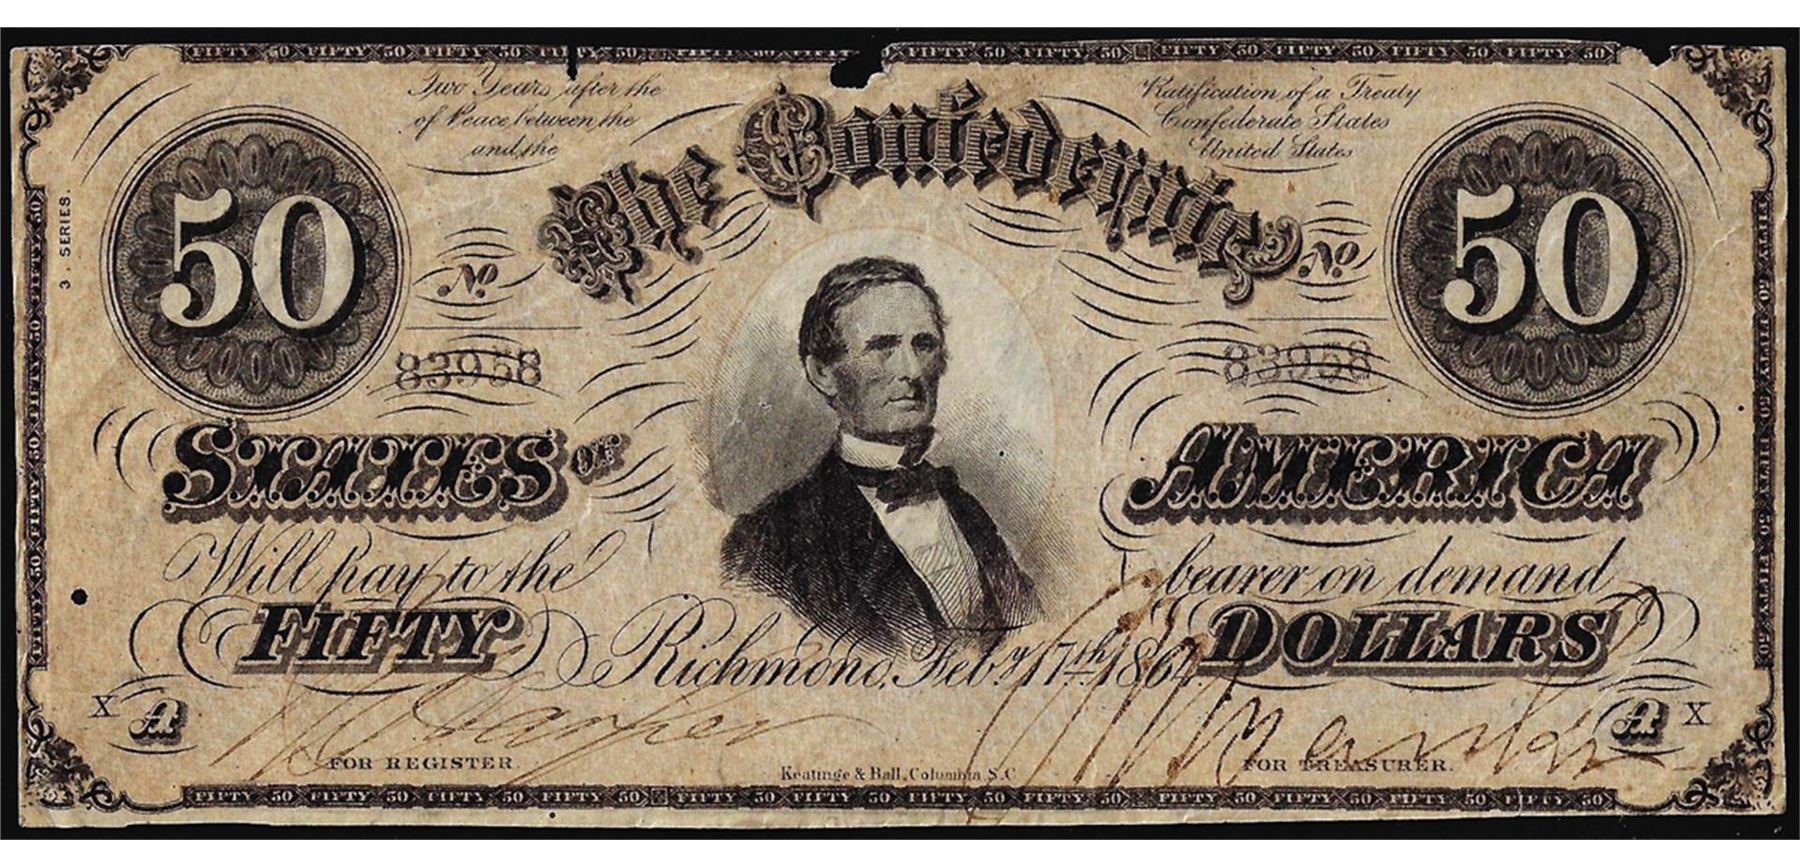 FIFTY 50 FIFTY 50 FIFTY 50 FIFTY 50 FIFTY 50 FIFTY 50 FIFTY 50 FIFTY 50 FIFTY 50 FIFTY 50
Two Years after the Ratification of a Treaty
of Peace between the Confederate States
and the United States
The Confederate
50 50
3. SERIES.
No. No.
83958 83958
STATES OF AMERICA
Will pay to the bearer on demand
FIFTY DOLLARS
Richmond, Feby. 17th, 1864.
X A A X
FOR REGISTER. FOR TREASURER.
Keatinge & Ball, Columbia S.C.
FIFTY 50 FIFTY 50 FIFTY 50 FIFTY 50 FIFTY 50 FIFTY 50 FIFTY 50 FIFTY 50 FIFTY 50 FIFTY 50 FIFTY 50 FIFTY 50